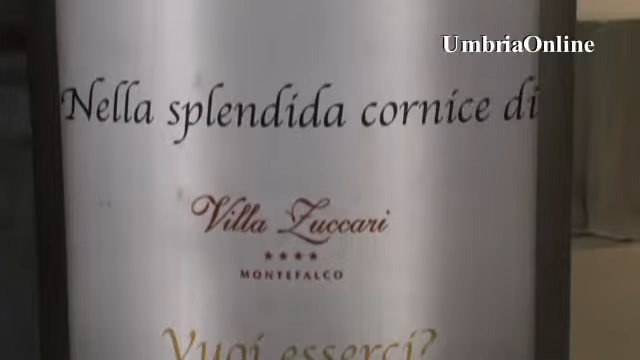 UmbriaOnline
Nella splendida cornice di
Villa Zuccari
★★★★
MONTEFALCO
Vuoi esserci?